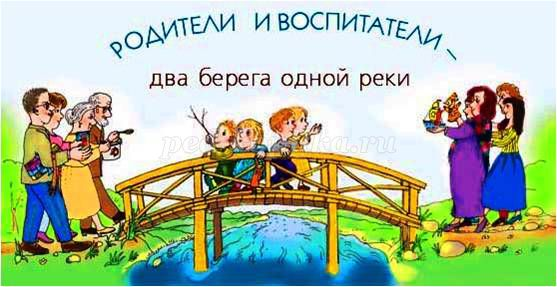 РОДИТЕЛИ И ВОСПИТАТЕЛИ –
два берега одной реки